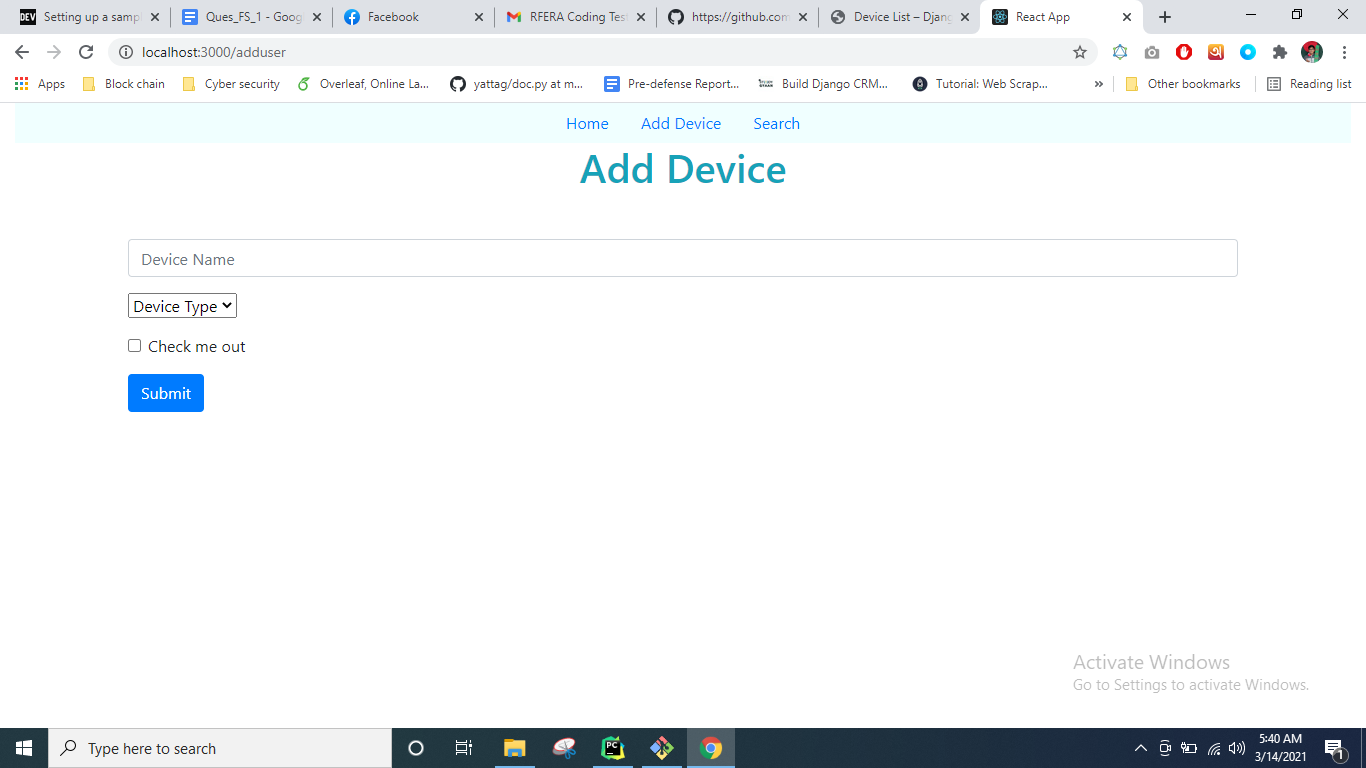 DEV Setting up a sampl
Ques_FS_1 - Goog
Facebook
RFERA Coding Test
https://github.com
Device List – Djang
React App
localhost:3000/adduser
Apps
Block chain
Cyber security
Overleaf, Online La...
yattag/doc.py at m...
Pre-defense Report...
Build Django CRM...
Tutorial: Web Scrap...
»
Other bookmarks
Reading list
Home
Add Device
Search
Add Device
Device Name
Device Type
Check me out
Submit
Activate Windows
Go to Settings to activate Windows.
Type here to search
PC
5:40 AM
3/14/2021
1